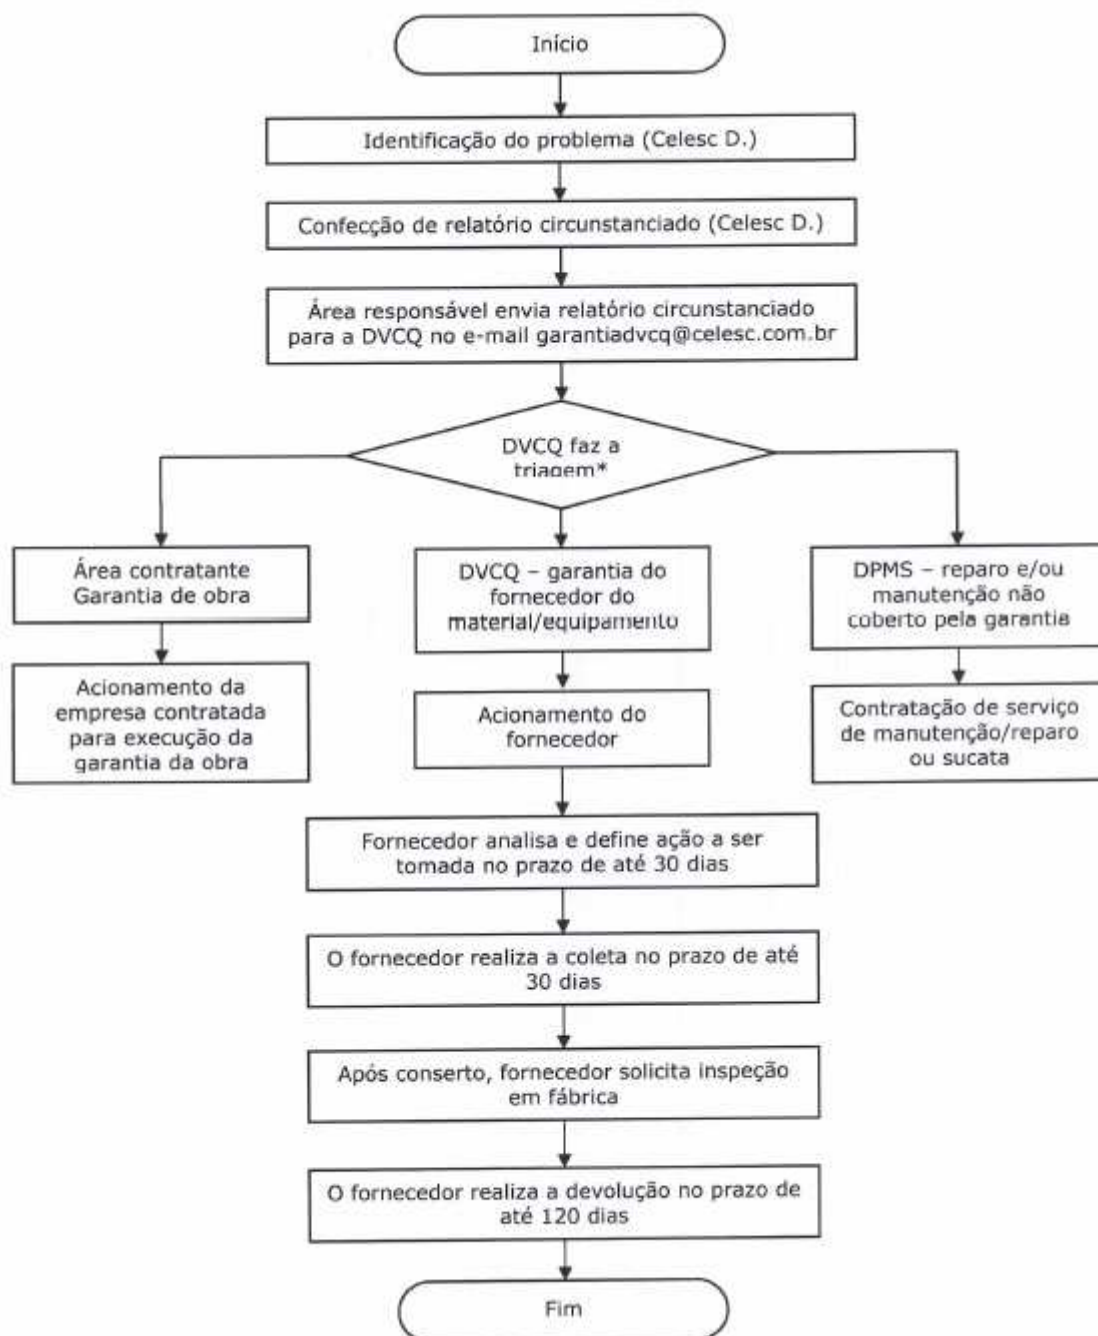 Início
Identificação do problema (Celesc D.)
Confecção de relatório circunstanciado (Celesc D.)
Área responsável envia relatório circunstanciado
para a DVCQ no e-mail garantiadvcq@celesc.com.br
DVCQ faz a
triagem*
Área contratante
Garantia de obra
Acionamento da
empresa contratada
para execução da
garantia da obra
DVCQ – garantia do
fornecedor do
material/equipamento
Acionamento do
fornecedor
DPMS – reparo e/ou
manutenção não
coberto pela garantia
Contratação de serviço
de manutenção/reparo
ou sucata
Fornecedor analisa e define ação a ser
tomada no prazo de até 30 dias
O fornecedor realiza a coleta no prazo de até
30 dias
Após conserto, fornecedor solicita inspeção
em fábrica
O fornecedor realiza a devolução no prazo de
até 120 dias
Fim